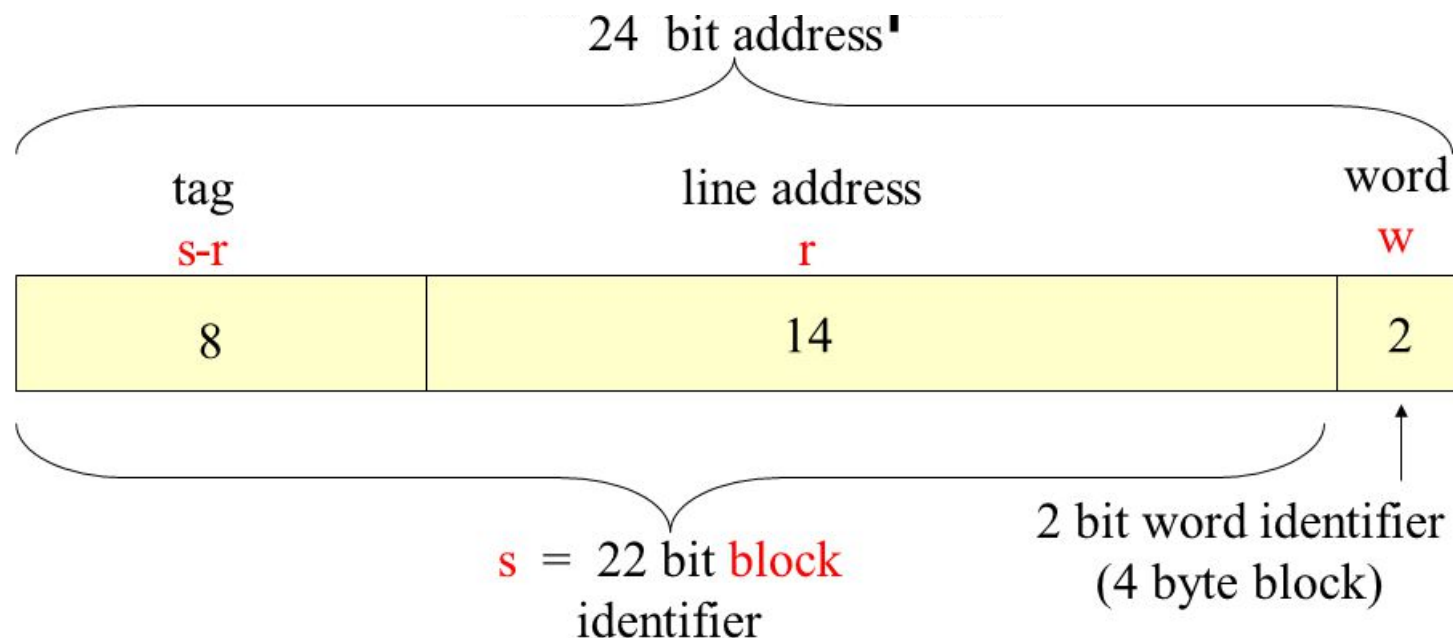 24 bit address
tag
line address
word
s-r
r
w
8
14
2
s = 22 bit block
identifier
2 bit word identifier
(4 byte block)